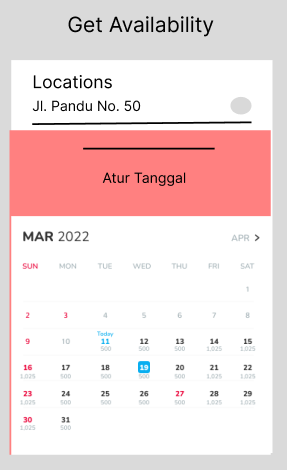 Get Availability
Locations
Jl. Pandu No. 50
Atur Tanggal
MAR 2022 APR >
SUN MON TUE WED THU FRI SAT
1
2 3 4 5 6 7 8
Today
9 10 11 12 13 14 15
500 500 500 1,025 1,025
16 17 18 19 20 21 22
1,025 500 500 500 500 1,025 1,025
23 24 25 26 27 28 29
1,025 500 500 500 500 1,025 1,025
30 31
1,025 500